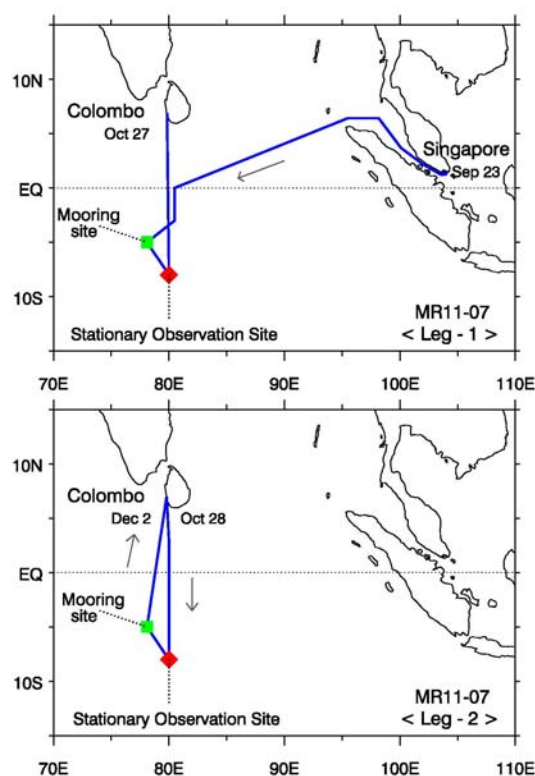 10N
Colombo
Oct 27
Singapore
Sep 23
EQ
Mooring
site
10S
MR11-07
Stationary Observation Site
< Leg - 1 >
70E
80E
90E
100E
110E
10N
Colombo
Dec 2
Oct 28
EQ
Mooring
site
10S
MR11-07
Stationary Observation Site
< Leg - 2 >
70E
80E
90E
100E
110E